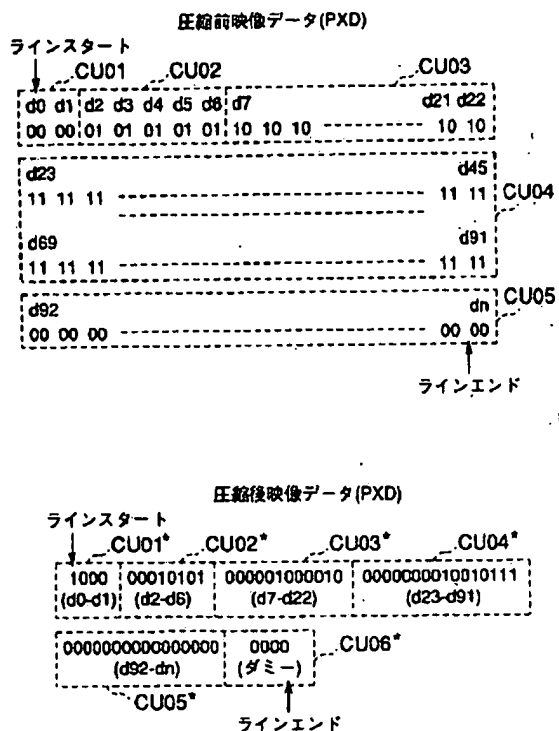 圧縮前映像データ(PXD)
ラインスタート
CU01 CU02 CU03
d0 d1 d2 d3 d4 d5 d6 d7 d21 d22
00 00 01 01 01 01 01 10 10 10 10 10
d23 d45
11 11 11 11 11
CU04
d69 d91
11 11 11 11 11
CU05
d92 dn
00 00 00 00 00
ラインエンド
圧縮後映像データ(PXD)
ラインスタート
CU01* CU02* CU03* CU04*
1000 00010101 000001000010 0000000010010111
(d0-d1) (d2-d6) (d7-d22) (d23-d91)
0000000000000000 0000 CU06*
(d92-dn) (ダミー)
CU05*
ラインエンド